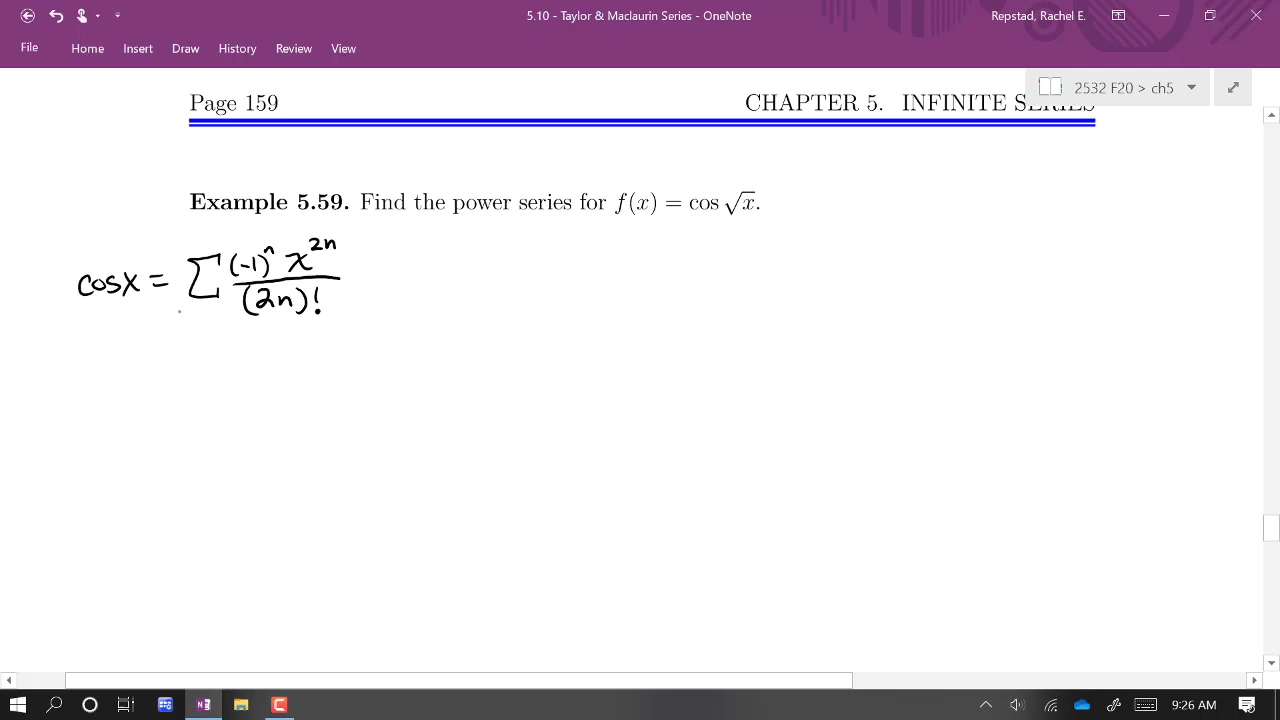 5.10 - Taylor & Maclaurin Series - OneNote
Repstad, Rachel E.
File Home Insert Draw History Review View
2532 F20 > ch5
Page 159 CHAPTER 5. INFINITE SERIES
Example 5.59. Find the power series for f(x) = cos √x.
cosx = ∑ (-1)^n x^{2n} / (2n)!
9:26 AM